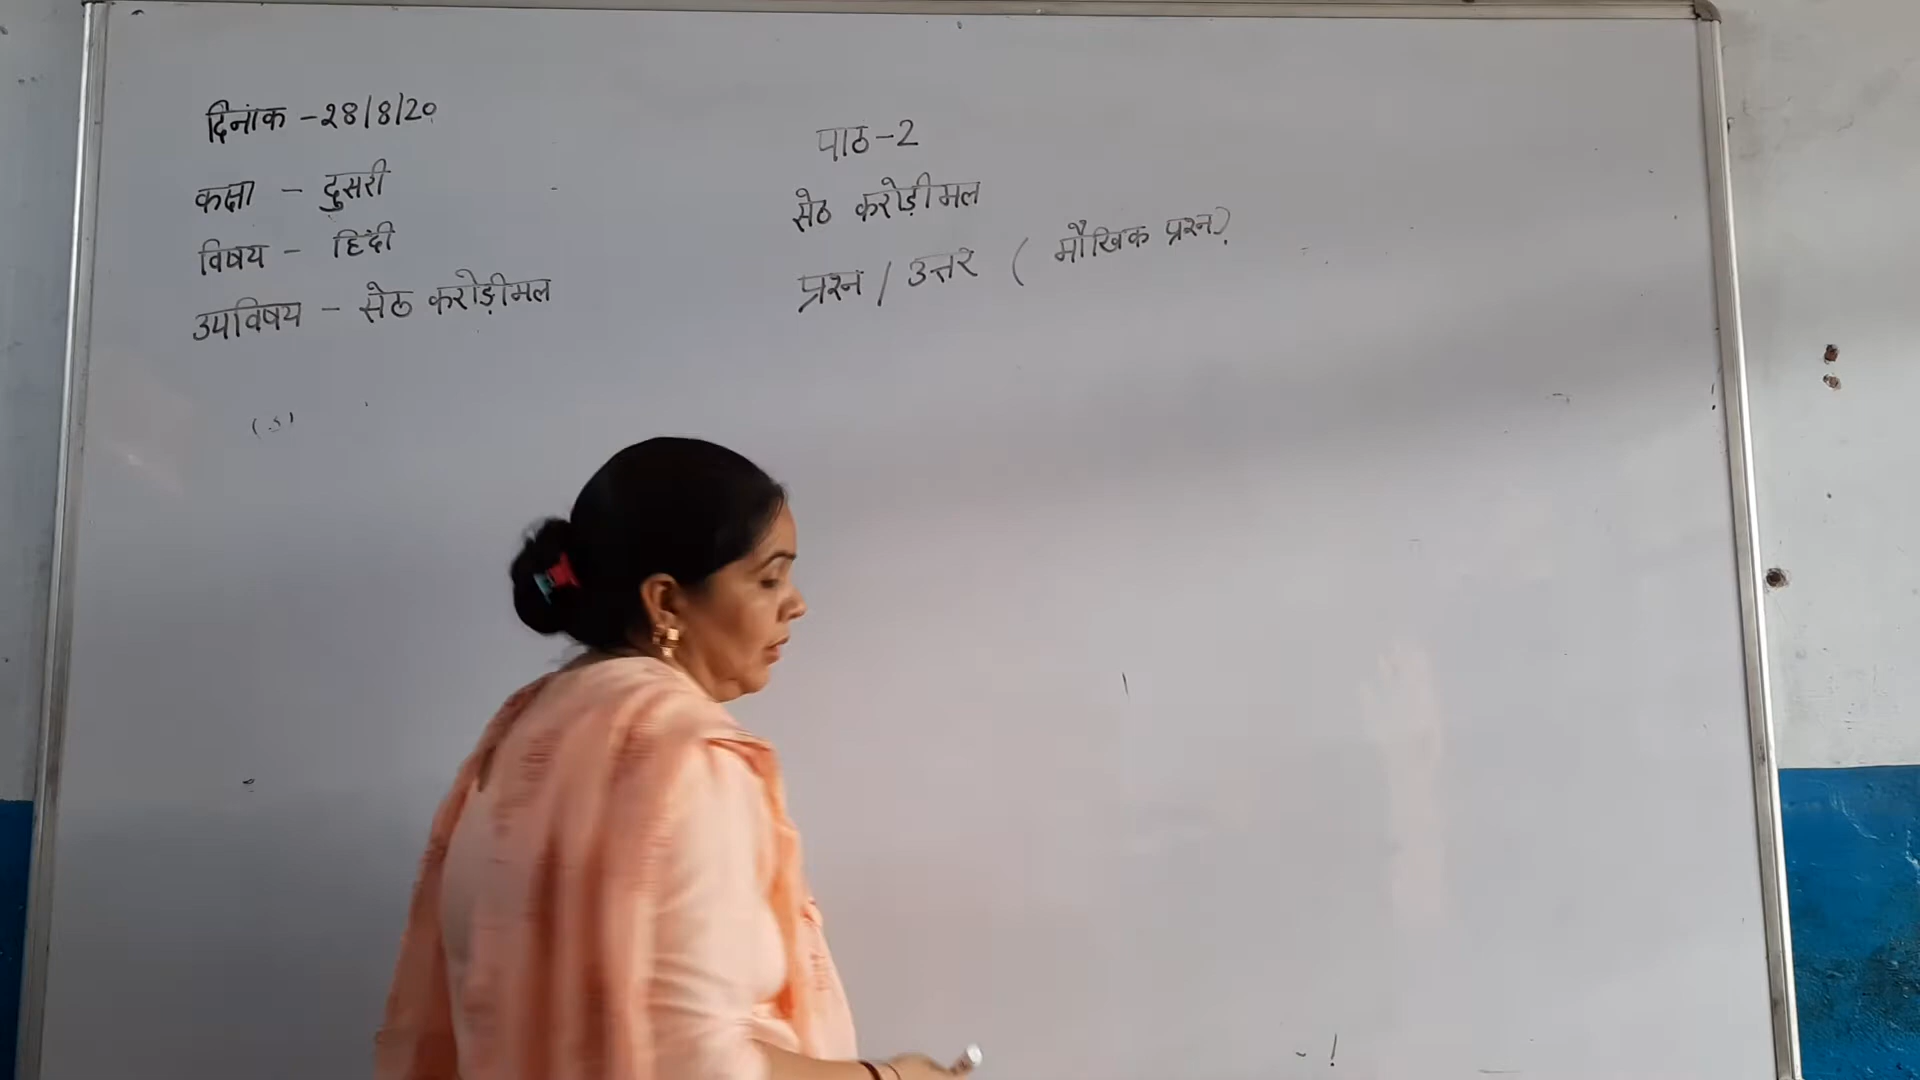 दिनांक - 28/8/20
कक्षा - दुसरी
विषय - हिंदी
उपविषय - सेठ करोड़ीमल
पाठ - 2
सेठ करोड़ीमल
प्रश्न / उत्तर ( मौखिक प्रश्न)